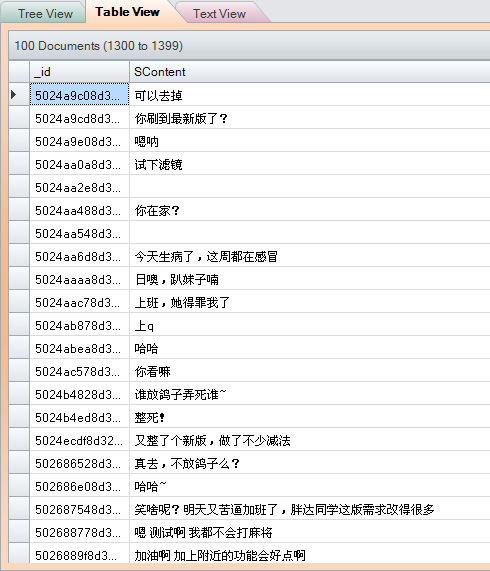 Tree View Table View Text View
100 Documents (1300 to 1399)
_id SContent
5024a9c08d3... 可以去掉
5024a9cd8d3... 你刷到最新版了？
5024a9e08d3... 嗯呐
5024aa0a8d3... 试下滤镜
5024aa2e8d3...
5024aa488d3... 你在家？
5024aa548d3...
5024aa6d8d3... 今天生病了，这周都在感冒
5024aaaa8d3... 日噢，趴妹子喃
5024aac78d3... 上班，她得罪我了
5024ab878d3... 上q
5024abea8d3... 哈哈
5024ac578d3... 你看嘛
5024b4828d3... 谁放鸽子弄死谁~
5024b4ed8d3... 整死！
5024ecdf8d32... 又整了个新版，做了不少减法
502686528d3... 真去，不放鸽子么？
502686e08d3... 哈哈~
502687548d3... 笑啥呢？明天又苦逼加班了，胖达同学这版需求改得很多
502688778d3... 嗯 测试啊 我都不会打麻将
5026889f8d3... 加油啊 加上附近的功能会好点啊